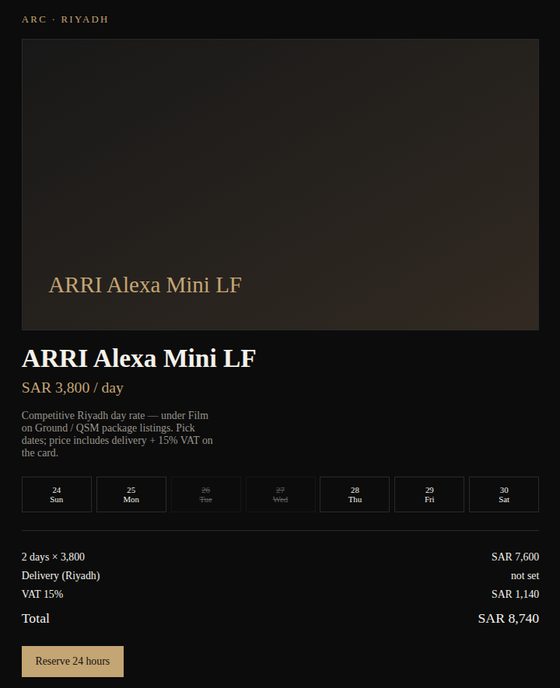 ARC · RIYADH
ARRI Alexa Mini LF
ARRI Alexa Mini LF
SAR 3,800 / day
Competitive Riyadh day rate — under Film
on Ground / QSM package listings. Pick
dates; price includes delivery + 15% VAT on
the card.
24 25 26 27 28 29 30
Sun Mon Tue Wed Thu Fri Sat
2 days × 3,800 SAR 7,600
Delivery (Riyadh) not set
VAT 15% SAR 1,140
Total SAR 8,740
Reserve 24 hours